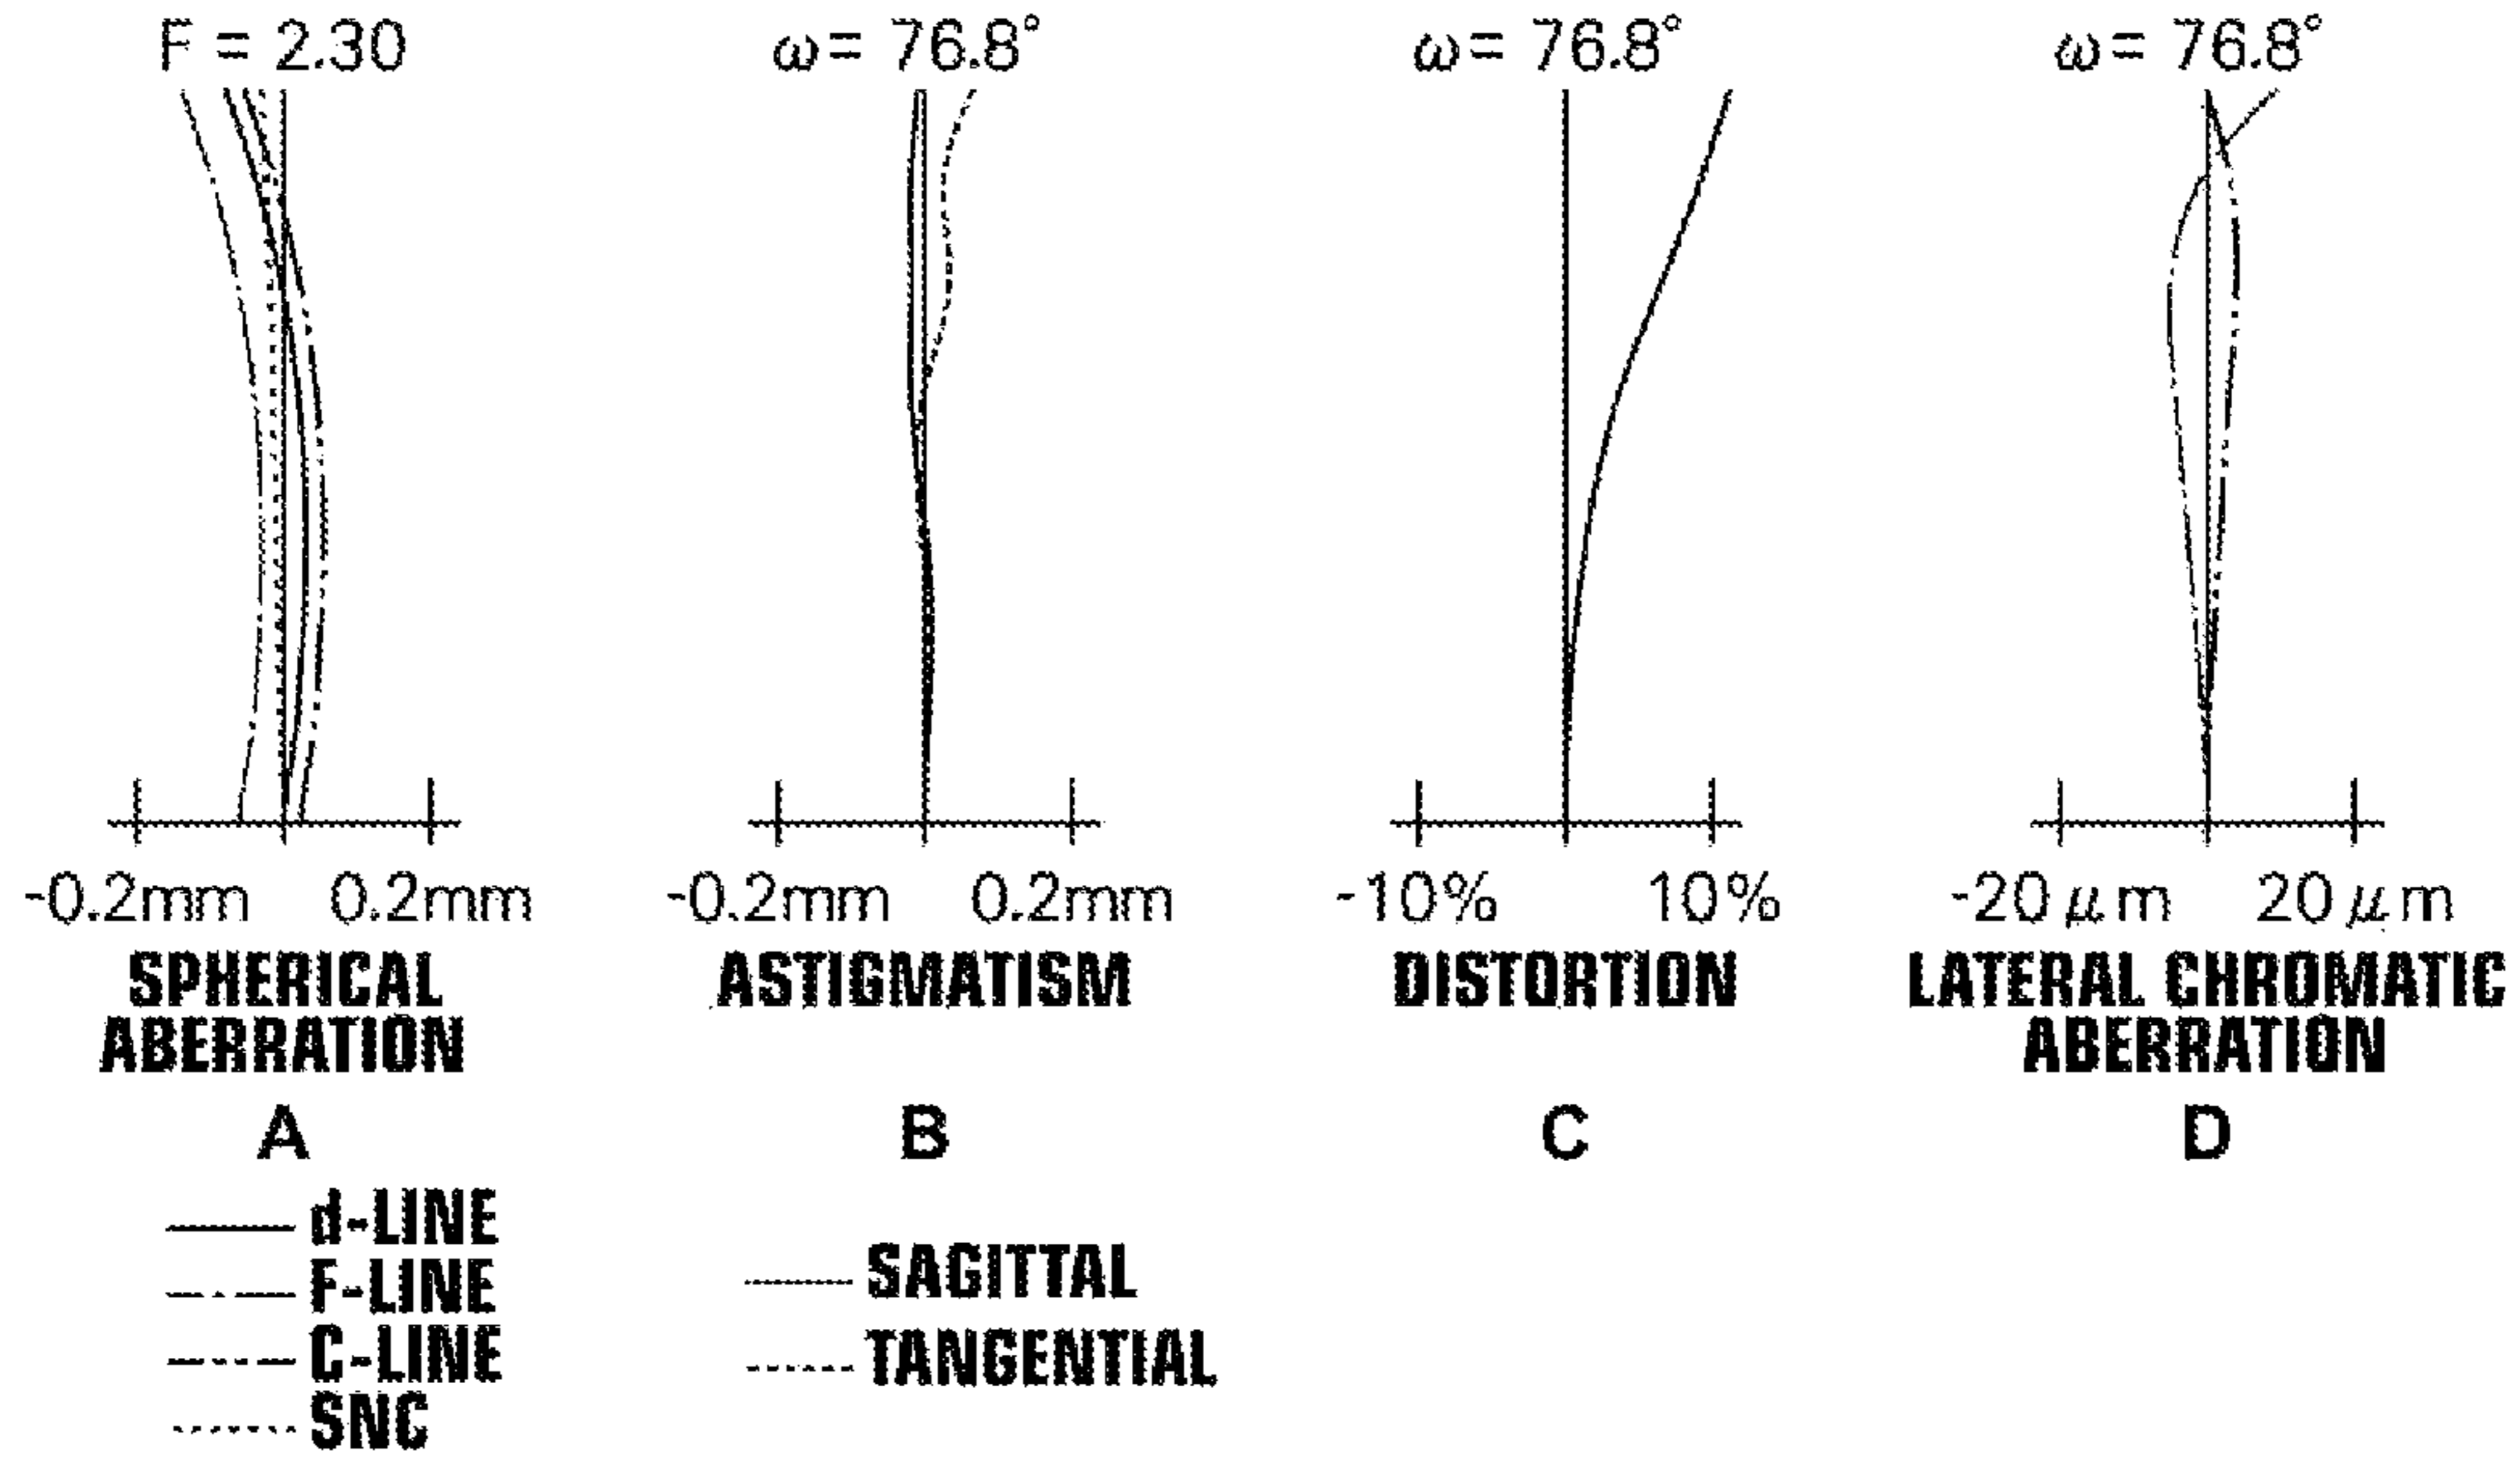 F = 2.30
ω = 76.8°
ω = 76.8°
ω = 76.8°
-0.2mm 0.2mm
-0.2mm 0.2mm
-10% 10%
-20μm 20μm
SPHERICAL
ABERRATION
ASTIGMATISM
DISTORTION
LATERAL CHROMATIC
ABERRATION
A
B
C
D
d-LINE
F-LINE
C-LINE
SNC
SAGITTAL
TANGENTIAL